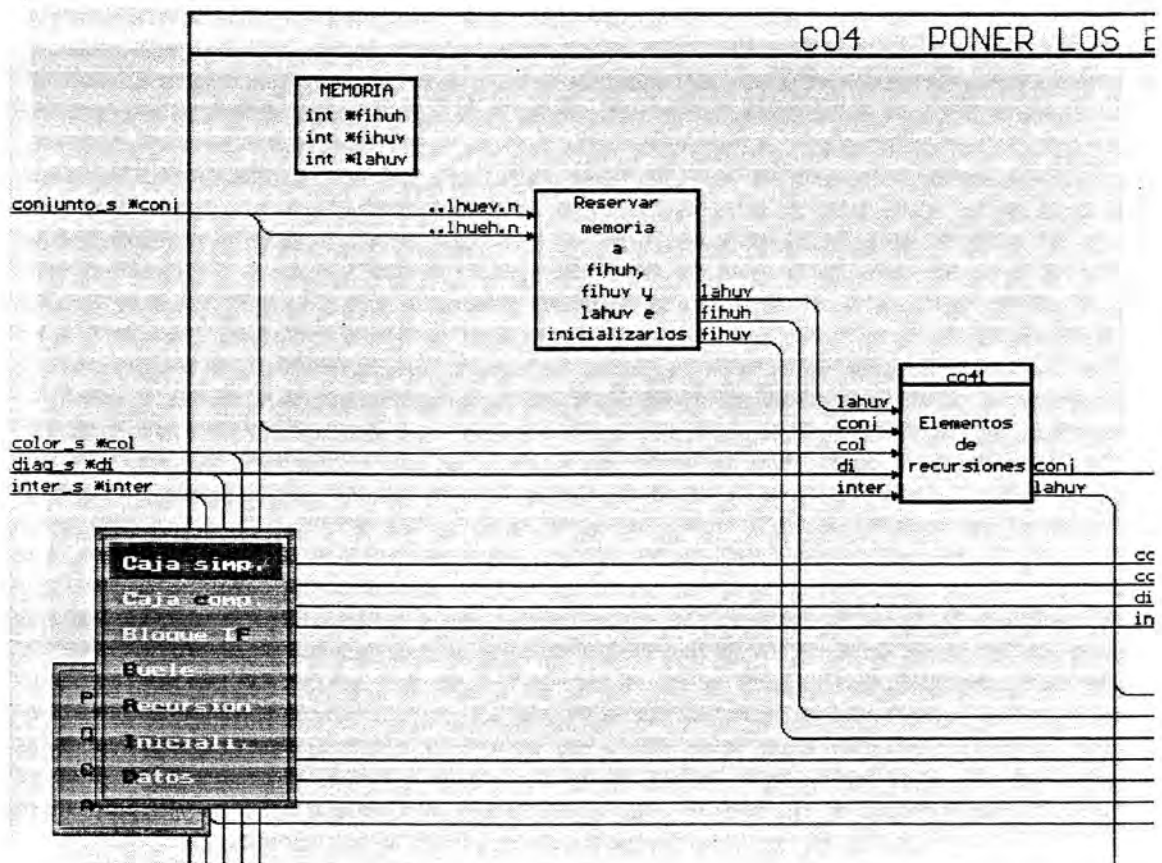 CO4 PONER LOS E
MEMORIA
int *fihuh
int *fihuv
int *lahuv
conjunto_s *conj
..lhuev.n
..lhueh.n
Reservar
memoria
a
fihuh,
fihuv y
lahuv e
inicializarlos
lahuv
fihuh
fihuv
co41
Elementos
de
recursiones
lahuv
conj
col
di
inter
conj
lahuv
color_s *col
diag_s *di
inter_s *inter
Caja simp.
Caja comp.
Bloque IF
Bucle
Recursion
Iniciali.
Datos
P
C
co
co
di
in